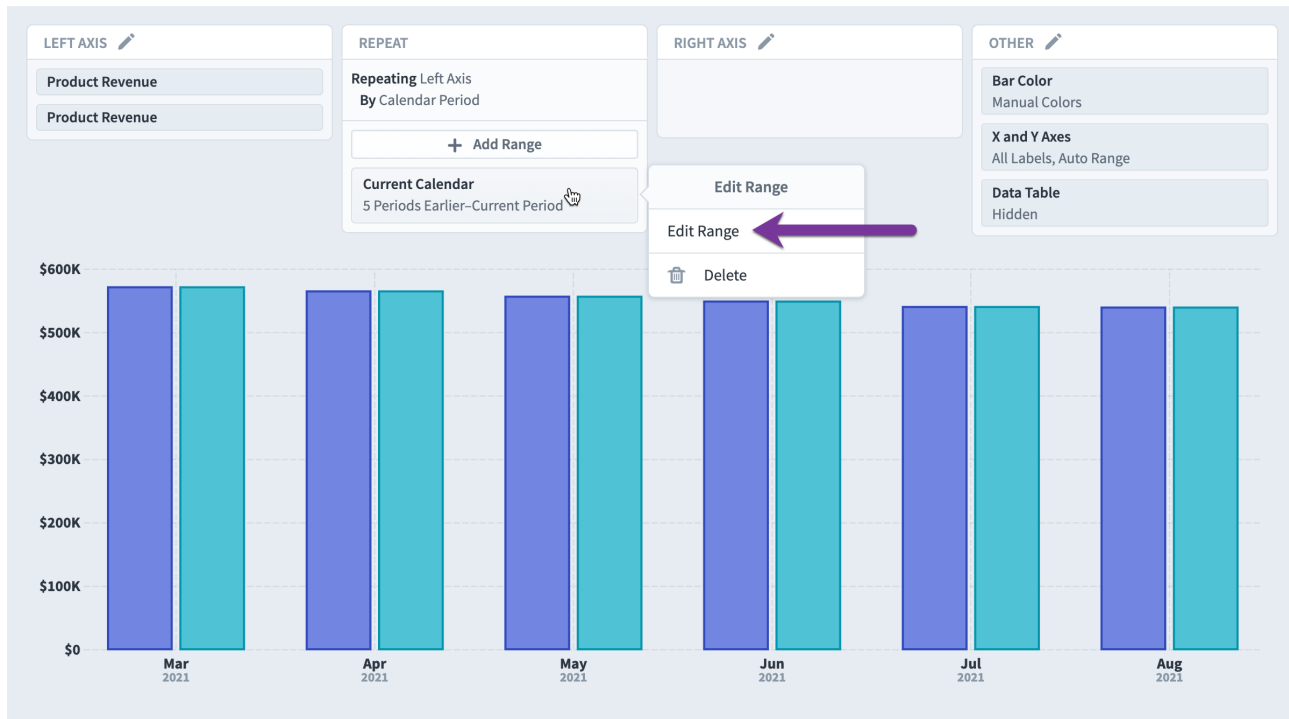 LEFT AXIS
Product Revenue
Product Revenue
REPEAT
Repeating Left Axis
By Calendar Period
Add Range
Current Calendar
5 Periods Earlier–Current Period
RIGHT AXIS
Edit Range
Edit Range
Delete
OTHER
Bar Color
Manual Colors
X and Y Axes
All Labels, Auto Range
Data Table
Hidden
$600K
$500K
$400K
$300K
$200K
$100K
$0
Mar
2021
Apr
2021
May
2021
Jun
2021
Jul
2021
Aug
2021